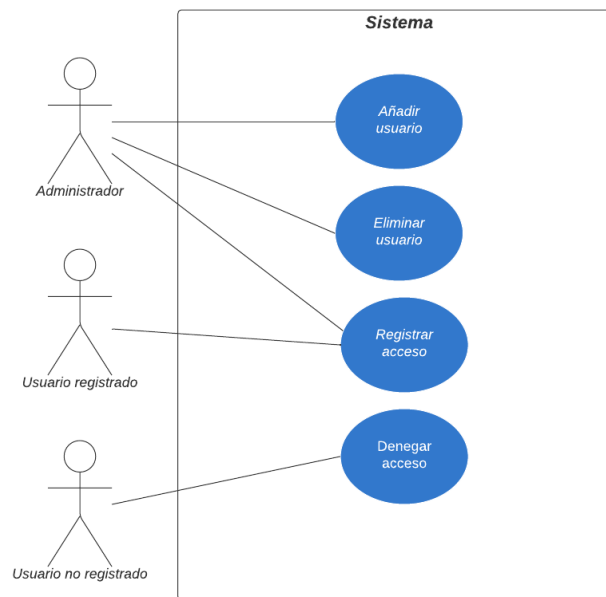 Sistema
Añadir
usuario
Administrador
Eliminar
usuario
Registrar
acceso
Usuario registrado
Denegar
acceso
Usuario no registrado